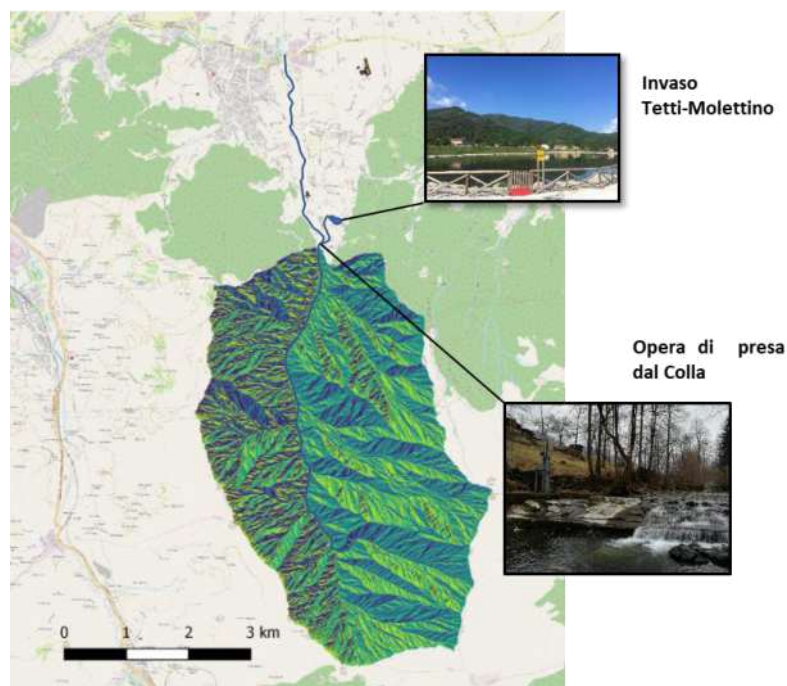 Invaso
Tetti-Molettino
Opera di presa
dal Colla
0 1 2 3 km